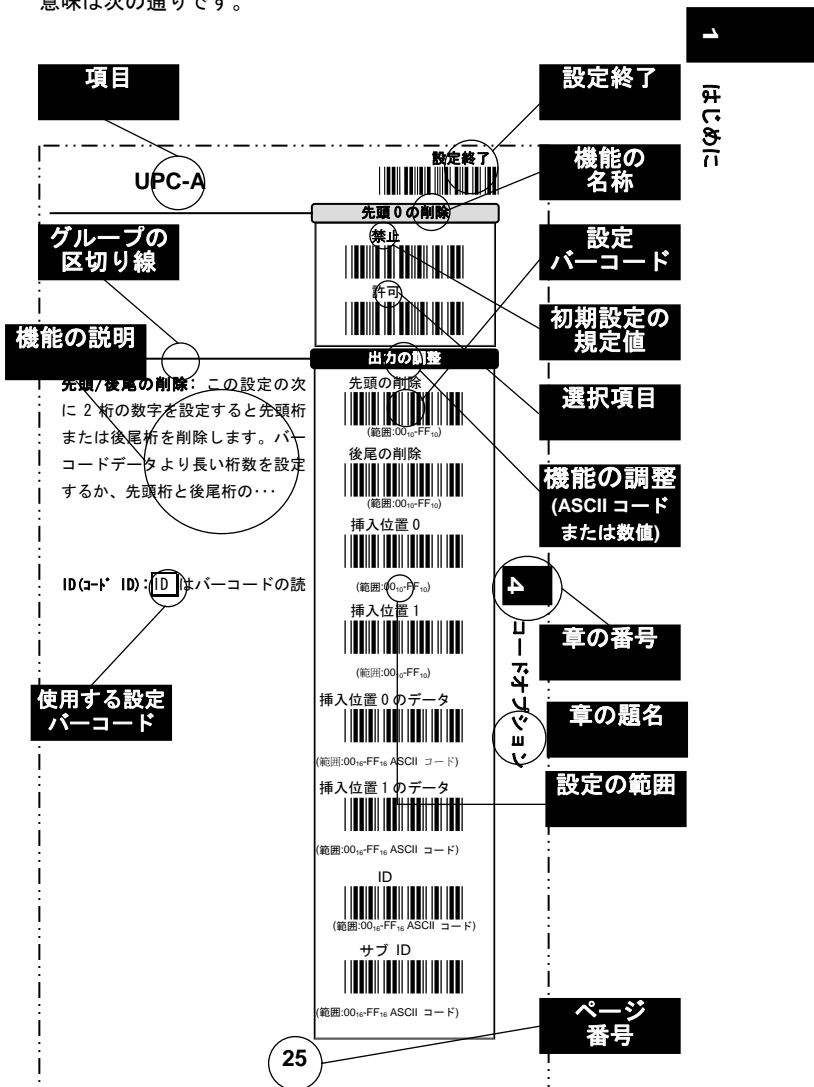 意味は次の通りです。
1
はじめに
項目
設定終了
設定終了
機能の
名称
UPC-A
先頭 0 の削除
グループの
区切り線
禁止
設定
バーコード
許可
初期設定の
規定値
機能の説明
出力の調整
先頭/後尾の削除: この設定の次
に 2 桁の数字を設定すると先頭桁
または後尾桁を削除します。バー
コードデータより長い桁数を設定
するか、先頭桁と後尾桁の･･･
先頭の削除
(範囲:00₁₀-FF₁₀)
選択項目
後尾の削除
(範囲:00₁₀-FF₁₀)
機能の調整
(ASCII コード
または数値)
挿入位置 0
(範囲:00₁₀-FF₁₀)
ID(ｺｰﾄﾞ ID): ID はバーコードの読
4
コードオプション
挿入位置 1
(範囲:00₁₀-FF₁₀)
章の番号
使用する設定
バーコード
挿入位置 0 のデータ
(範囲:00₁₆-FF₁₆ ASCII コード)
章の題名
挿入位置 1 のデータ
(範囲:00₁₆-FF₁₆ ASCII コード)
設定の範囲
ID
(範囲:00₁₆-FF₁₆ ASCII コード)
サブ ID
(範囲:00₁₆-FF₁₆ ASCII コード)
ページ
番号
25